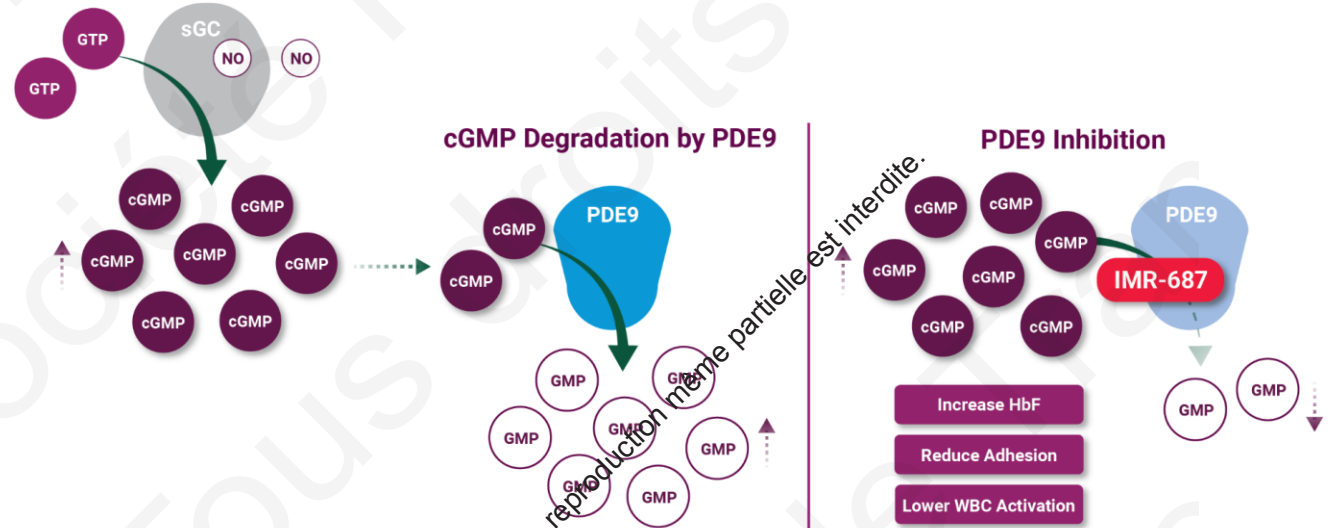 GTP
GTP
sGC
NO
NO
cGMP
cGMP
cGMP
cGMP
cGMP
cGMP
cGMP
cGMP Degradation by PDE9
cGMP
cGMP
PDE9
GMP
GMP
GMP
GMP
GMP
GMP
GMP
PDE9 Inhibition
cGMP
cGMP
cGMP
cGMP
cGMP
cGMP
cGMP
PDE9
IMR-687
GMP
GMP
Increase HbF
Reduce Adhesion
Lower WBC Activation
reproduction même partielle est interdite.
Tous droits